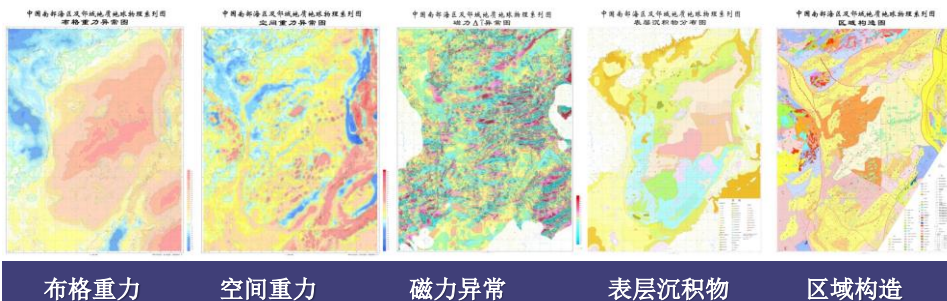 中国南部海区及邻域地质地球物理系列图
布格重力异常图
中国南部海区及邻域地质地球物理系列图
空间重力异常图
中国南部海区及邻域地质地球物理系列图
磁力ΔT异常图
中国南部海区及邻域地质地球物理系列图
表层沉积物分布图
中国南部海区及邻域地质地球物理系列图
区域构造图
布格重力
空间重力
磁力异常
表层沉积物
区域构造